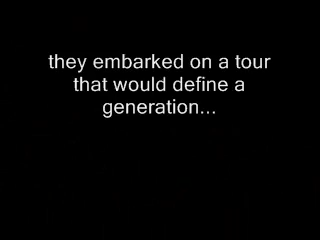 they embarked on a tour
that would define a
generation...